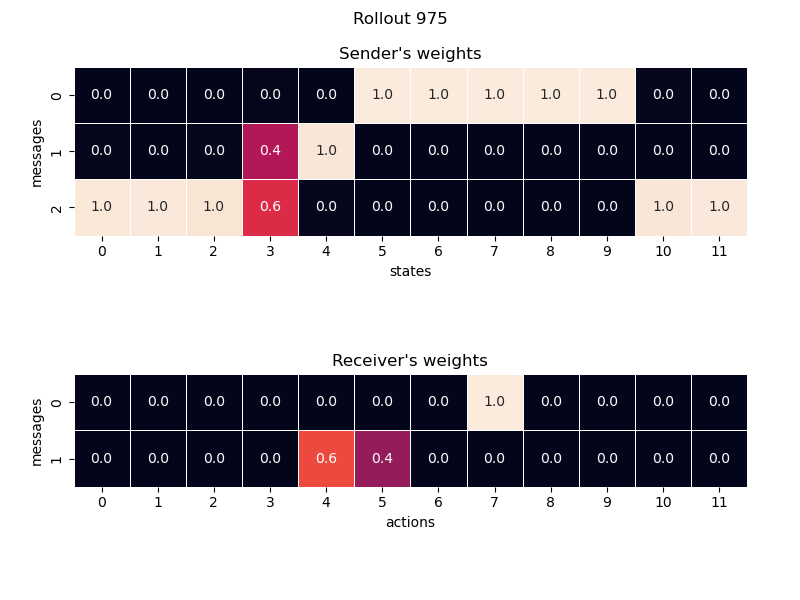 Rollout 975
Sender's weights
0 0.0 0.0 0.0 0.0 0.0 1.0 1.0 1.0 1.0 1.0 0.0 0.0
messages
1 0.0 0.0 0.0 0.4 1.0 0.0 0.0 0.0 0.0 0.0 0.0 0.0
2 1.0 1.0 1.0 0.6 0.0 0.0 0.0 0.0 0.0 0.0 1.0 1.0
0 1 2 3 4 5 6 7 8 9 10 11
states
Receiver's weights
0 0.0 0.0 0.0 0.0 0.0 0.0 0.0 1.0 0.0 0.0 0.0 0.0
messages
1 0.0 0.0 0.0 0.0 0.6 0.4 0.0 0.0 0.0 0.0 0.0 0.0
0 1 2 3 4 5 6 7 8 9 10 11
actions